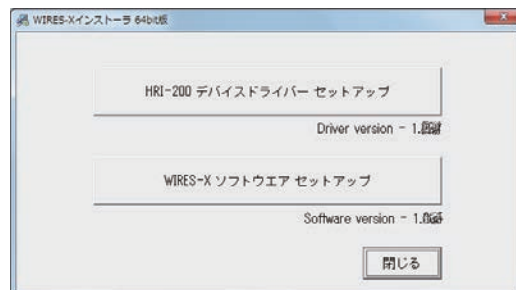 WIRES-Xインストーラ 64bit版
HRI-200 デバイスドライバー セットアップ
Driver version - 1.
WIRES-X ソフトウエア セットアップ
Software version - 1.
閉じる